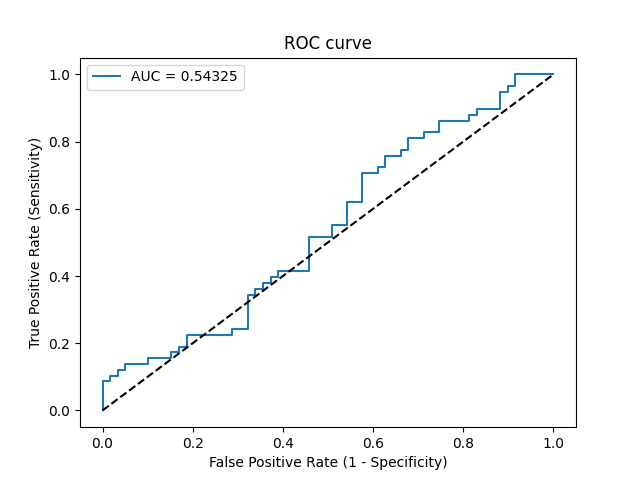 ROC curve
AUC = 0.54325
True Positive Rate (Sensitivity)
1.0
0.8
0.6
0.4
0.2
0.0
0.0 0.2 0.4 0.6 0.8 1.0
False Positive Rate (1 - Specificity)